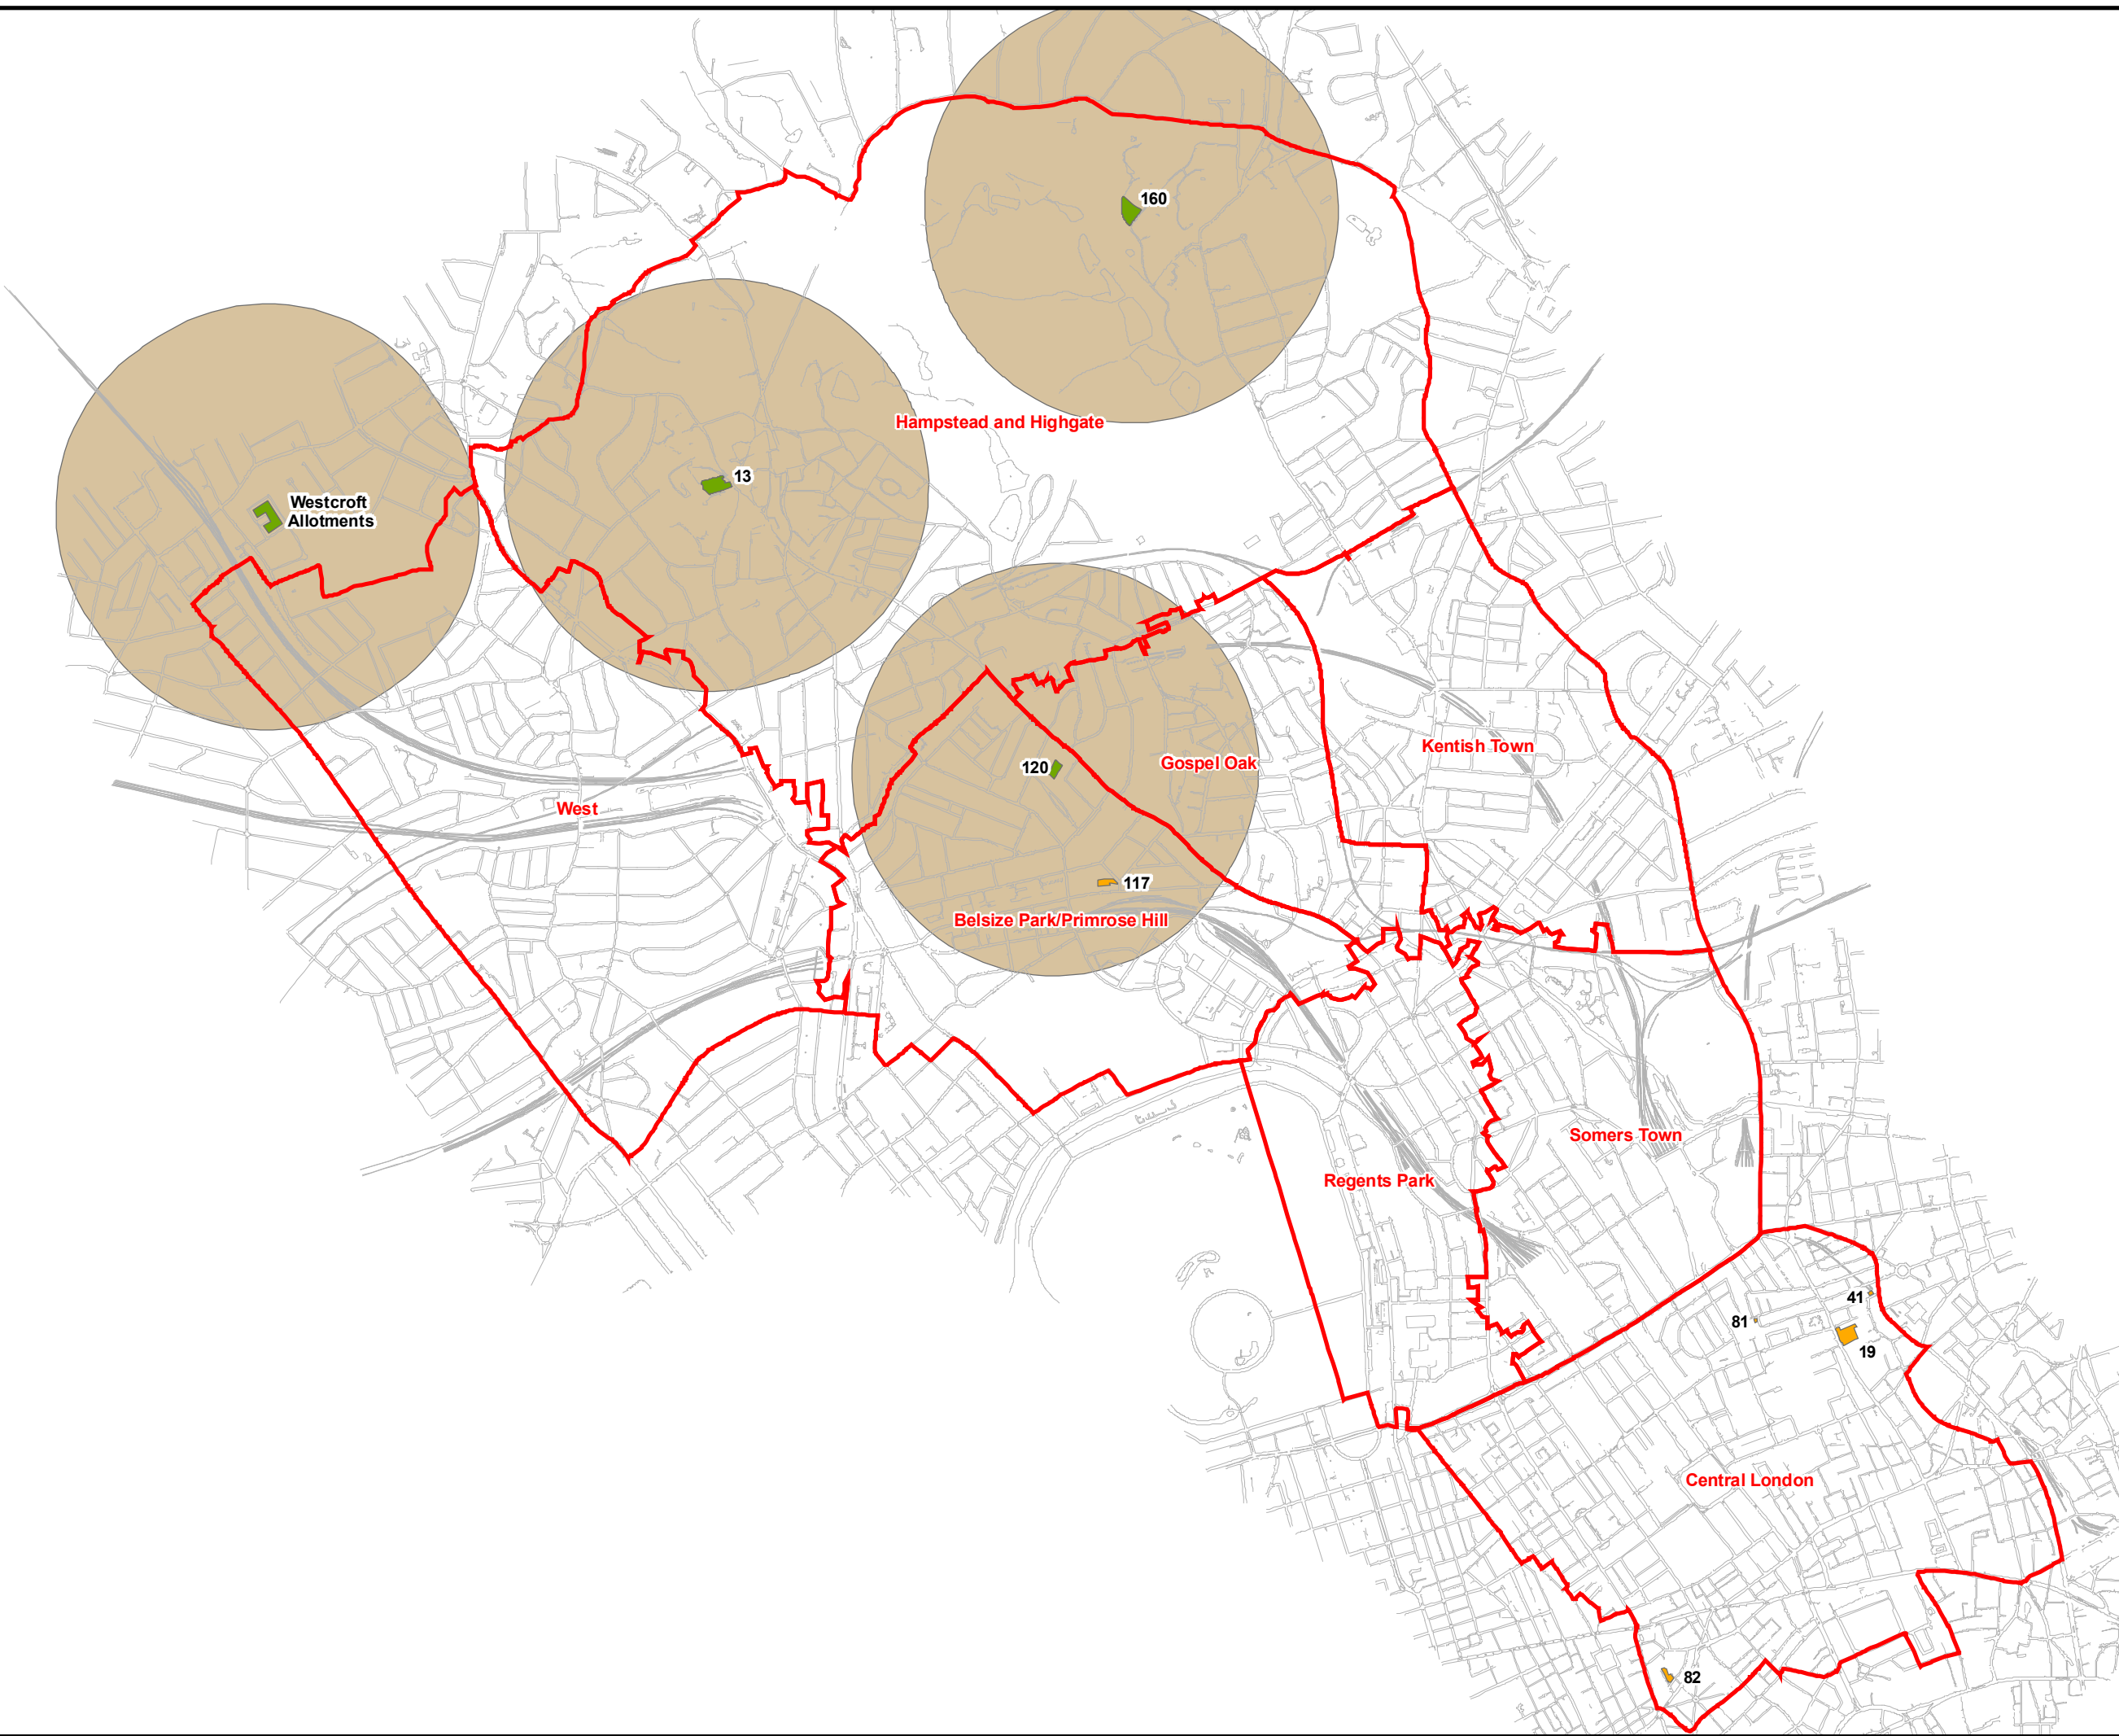 160
Hampstead and Highgate
13
Westcroft
Allotments
Kentish Town
Gospel Oak
120
West
117
Belsize Park/Primrose Hill
Somers Town
Regents Park
41
81
19
Central London
82